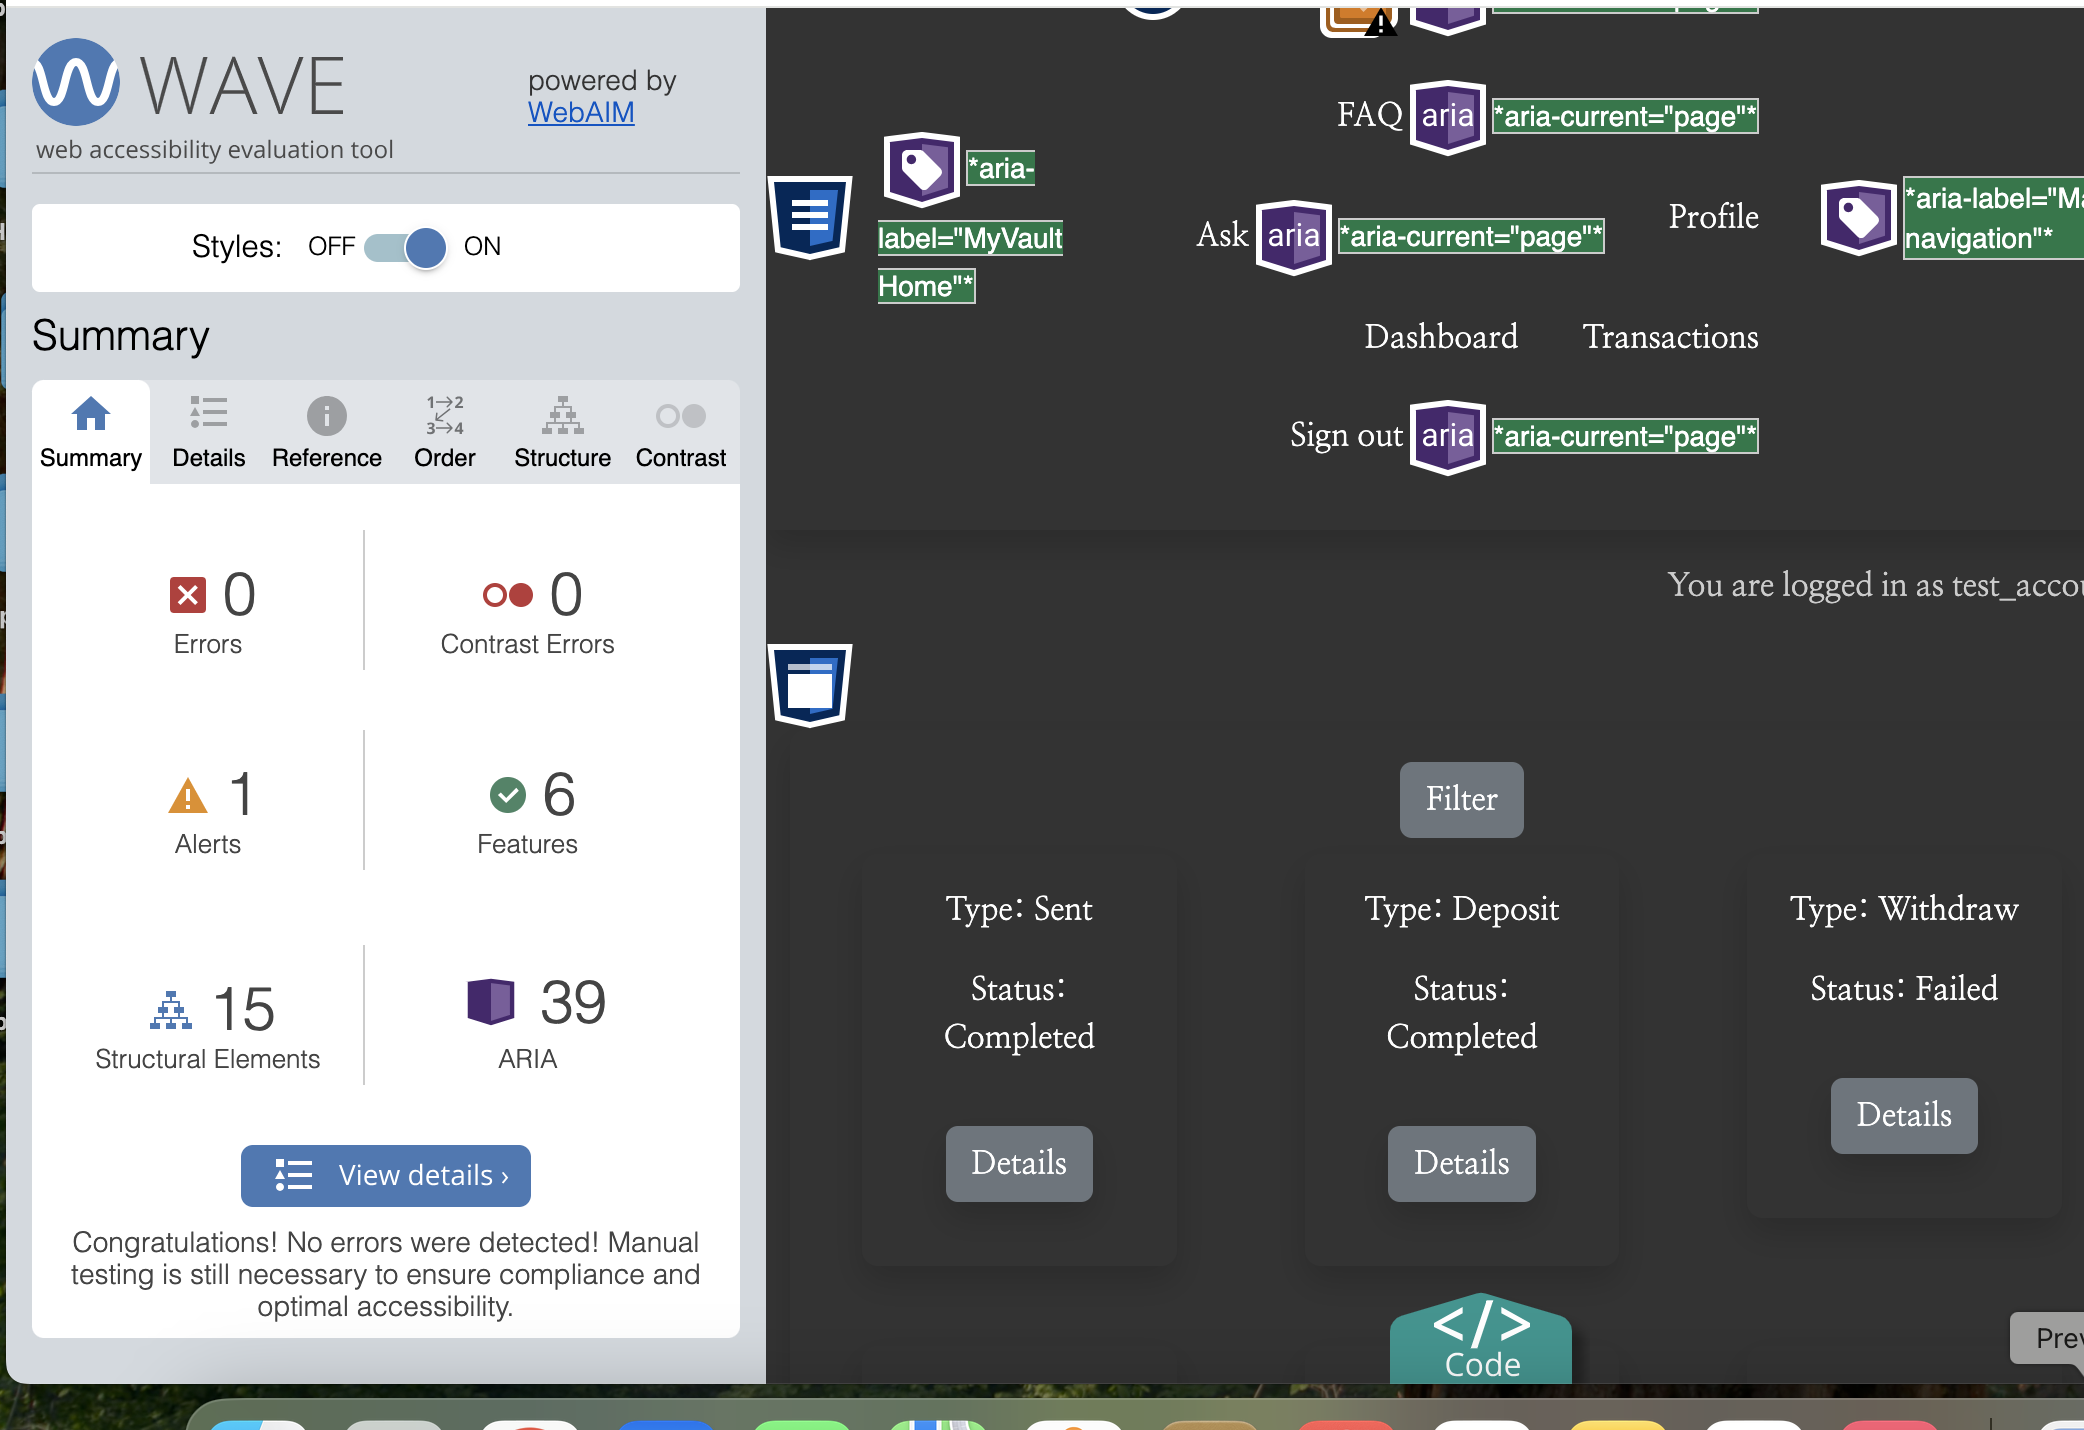 WAVE
powered by
WebAIM
web accessibility evaluation tool
Styles: OFF ON
Summary
Summary Details Reference Order Structure Contrast
0
Errors
0
Contrast Errors
1
Alerts
6
Features
15
Structural Elements
39
ARIA
View details ›
Congratulations! No errors were detected! Manual
testing is still necessary to ensure compliance and
optimal accessibility.
FAQ aria *aria-current="page"*
*aria-
label="MyVault
Home"*
Ask aria *aria-current="page"*
Profile
*aria-label="Ma
navigation"*
Dashboard Transactions
Sign out aria *aria-current="page"*
You are logged in as test_accou
Filter
Type: Sent
Status:
Completed
Details
Type: Deposit
Status:
Completed
Details
Type: Withdraw
Status: Failed
Details
</>
Code
Prev